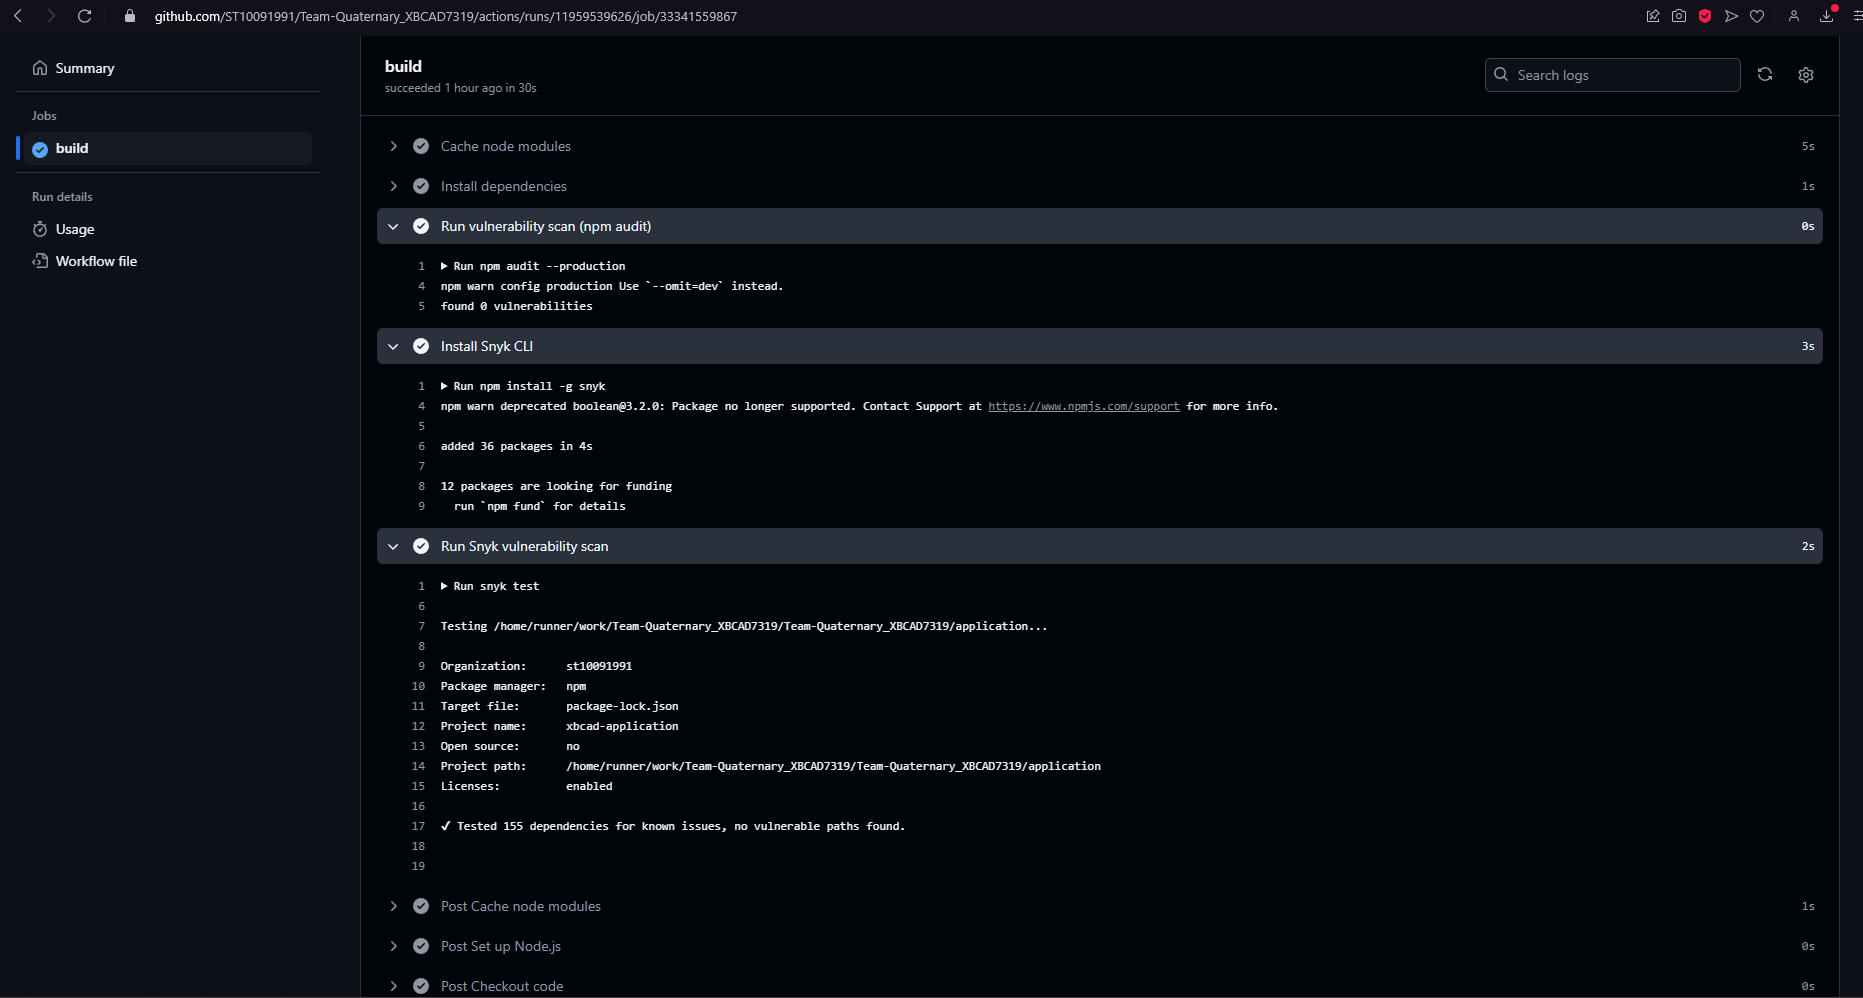 github.com/ST10091991/Team-Quaternary_XBCAD7319/actions/runs/11959539626/job/33341559867
Summary
Jobs
build
Run details
Usage
Workflow file
build
succeeded 1 hour ago in 30s
Search logs
Cache node modules 5s
Install dependencies 1s
Run vulnerability scan (npm audit) 0s
1 Run npm audit --production
4 npm warn config production Use `--omit=dev` instead.
5 found 0 vulnerabilities
Install Snyk CLI 3s
1 Run npm install -g snyk
4 npm warn deprecated boolean@3.2.0: Package no longer supported. Contact Support at https://www.npmjs.com/support for more info.
5
6 added 36 packages in 4s
7
8 12 packages are looking for funding
9 run `npm fund` for details
Run Snyk vulnerability scan 2s
1 Run snyk test
6
7 Testing /home/runner/work/Team-Quaternary_XBCAD7319/Team-Quaternary_XBCAD7319/application...
8
9 Organization: st10091991
10 Package manager: npm
11 Target file: package-lock.json
12 Project name: xbcad-application
13 Open source: no
14 Project path: /home/runner/work/Team-Quaternary_XBCAD7319/Team-Quaternary_XBCAD7319/application
15 Licenses: enabled
16
17 ✔ Tested 155 dependencies for known issues, no vulnerable paths found.
18
19
Post Cache node modules 1s
Post Set up Node.js 0s
Post Checkout code 0s